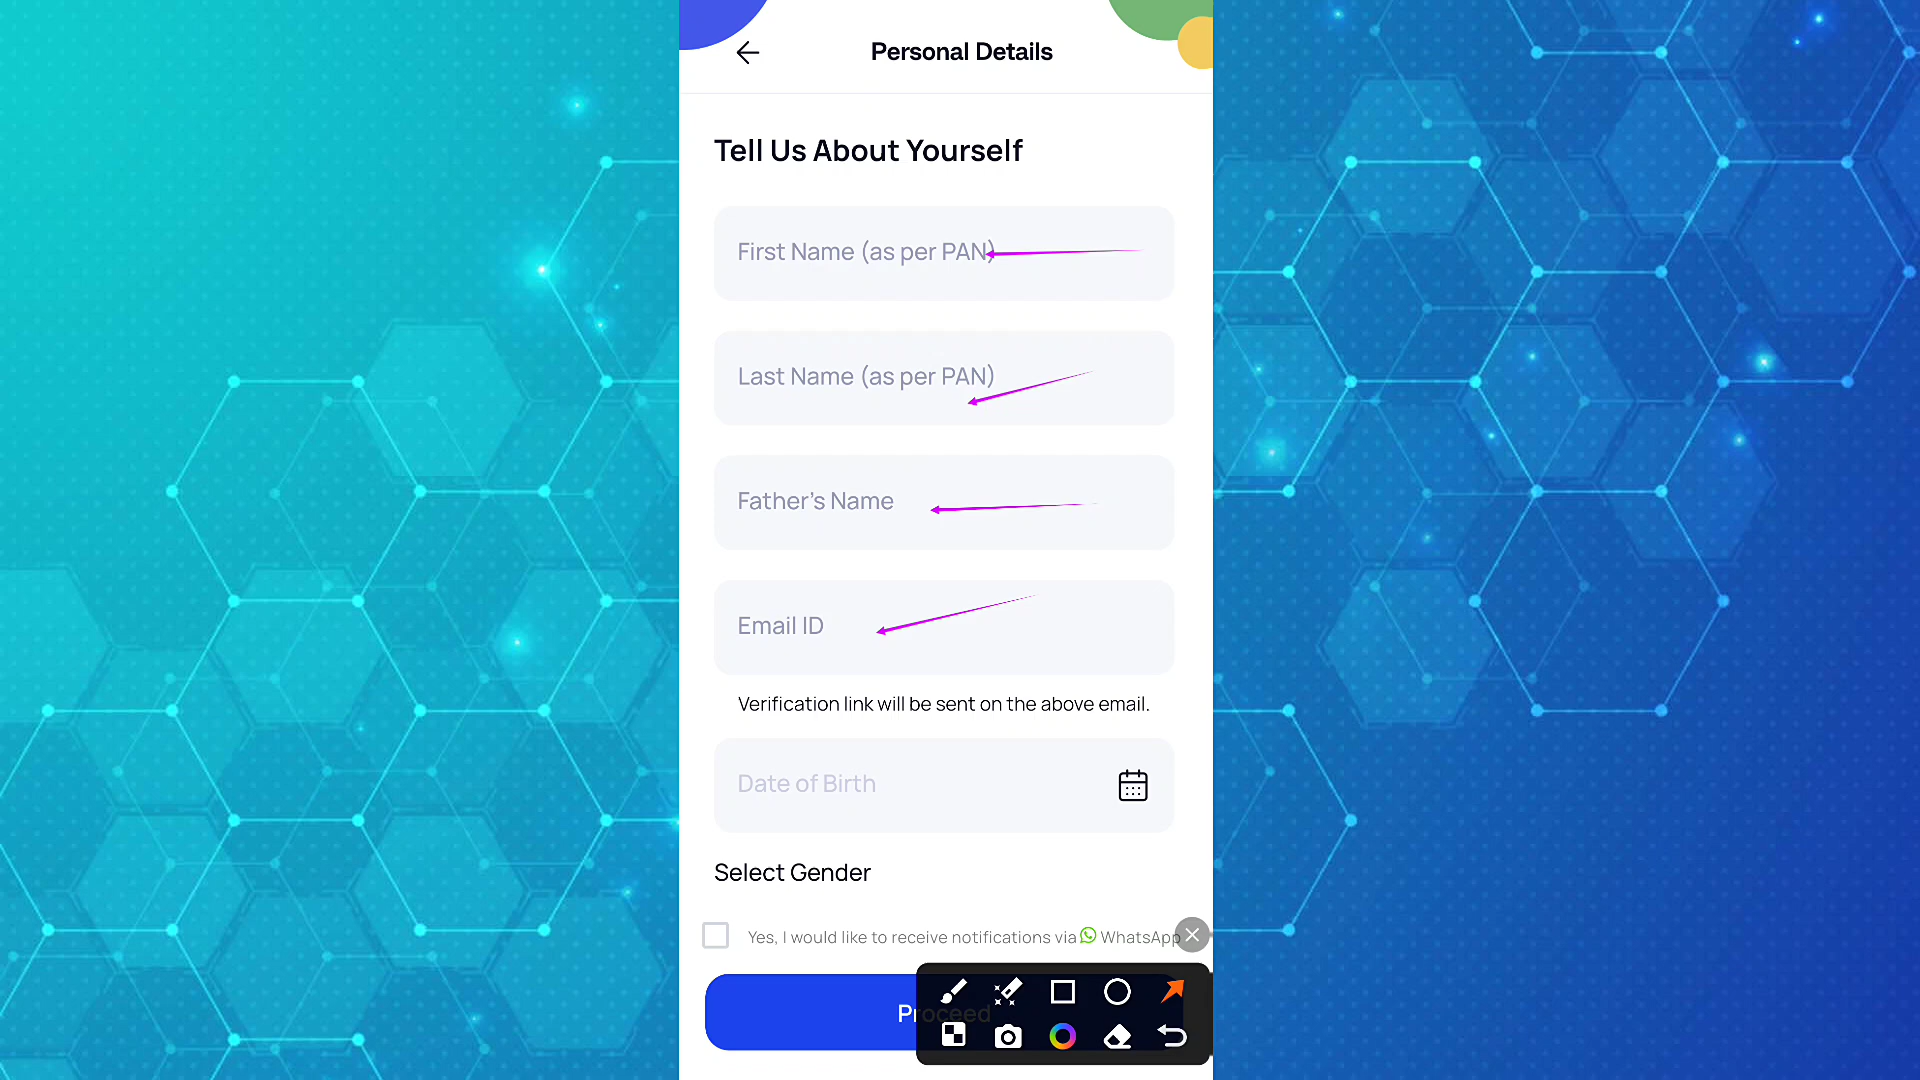 Personal Details
Tell Us About Yourself
First Name (as per PAN)
Last Name (as per PAN)
Father's Name
Email ID
Verification link will be sent on the above email.
Date of Birth
Select Gender
Yes, I would like to receive notifications via WhatsApp
Proceed